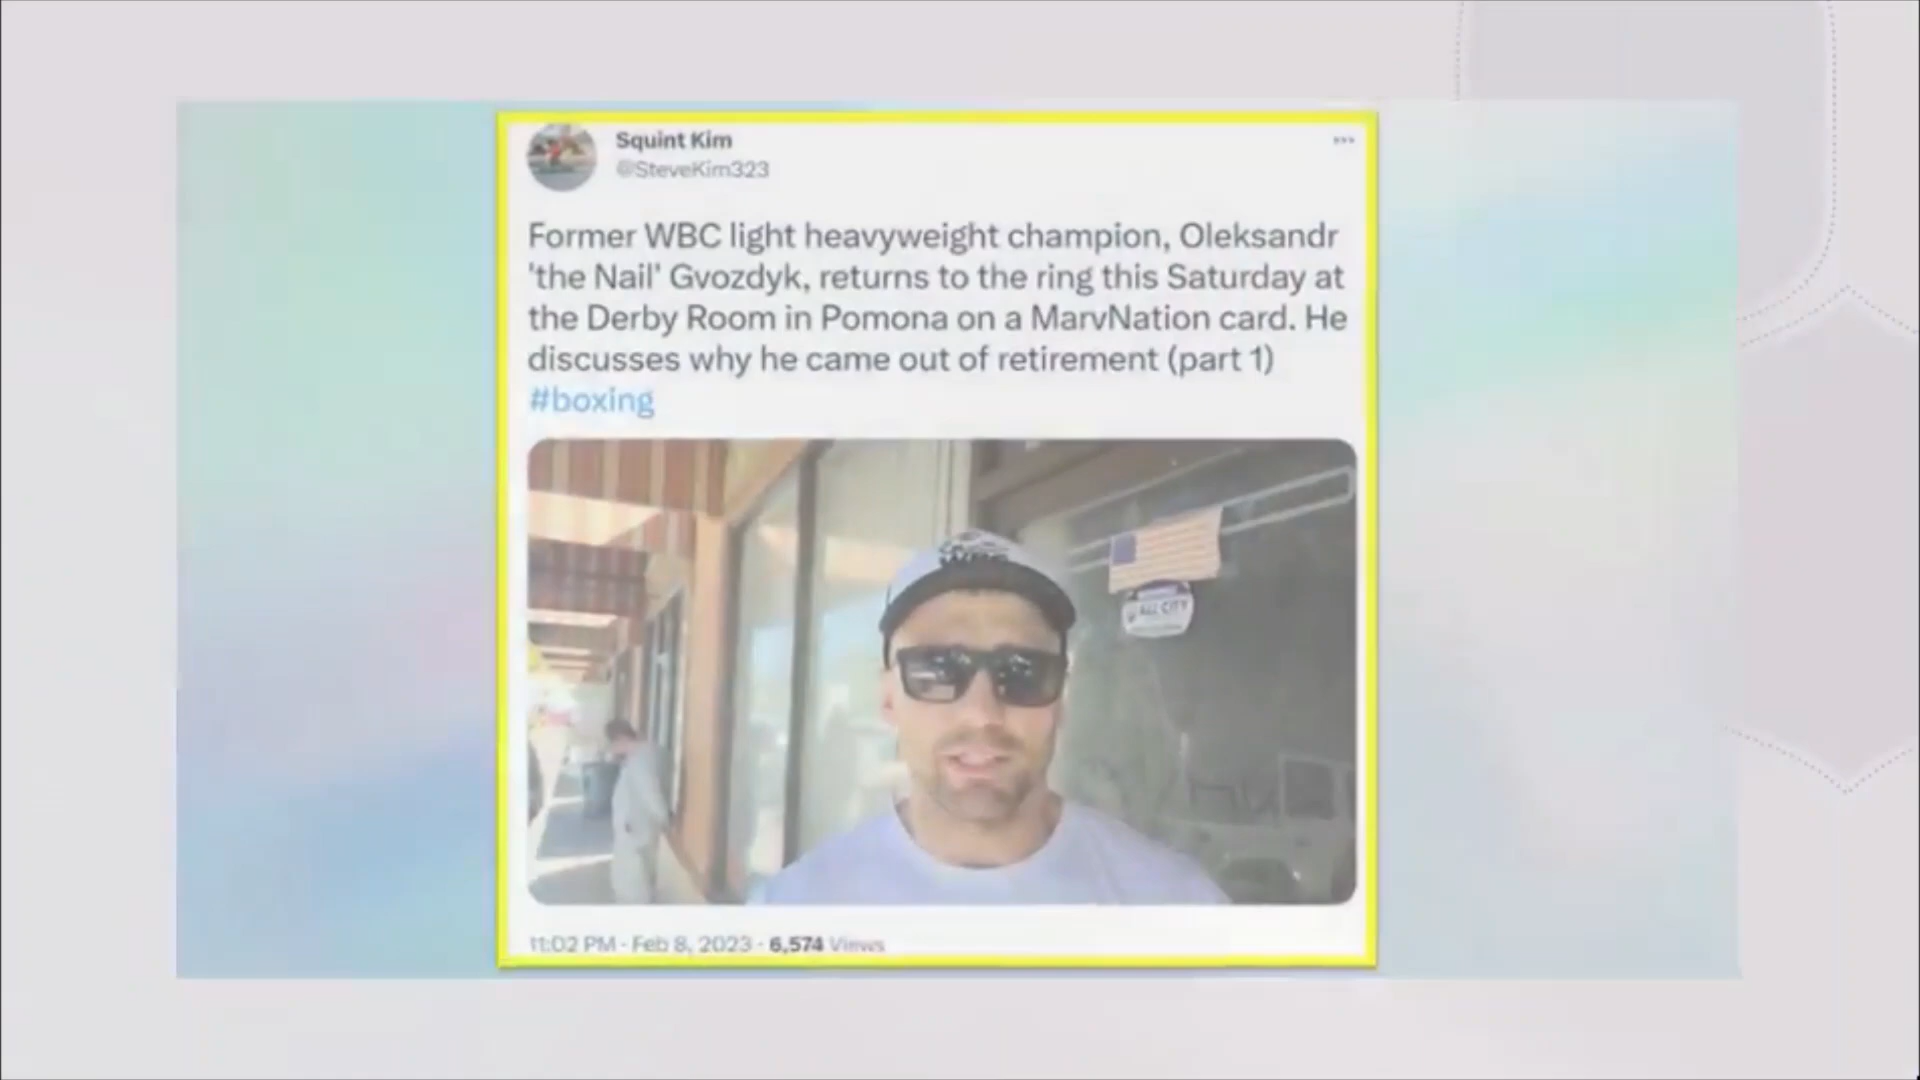 Squint Kim
@SteveKim323
Former WBC light heavyweight champion, Oleksandr
'the Nail' Gvozdyk, returns to the ring this Saturday at
the Derby Room in Pomona on a MarvNation card. He
discusses why he came out of retirement (part 1)
#boxing
ALL CITY
11:02 PM · Feb 8, 2023 · 6,574 Views